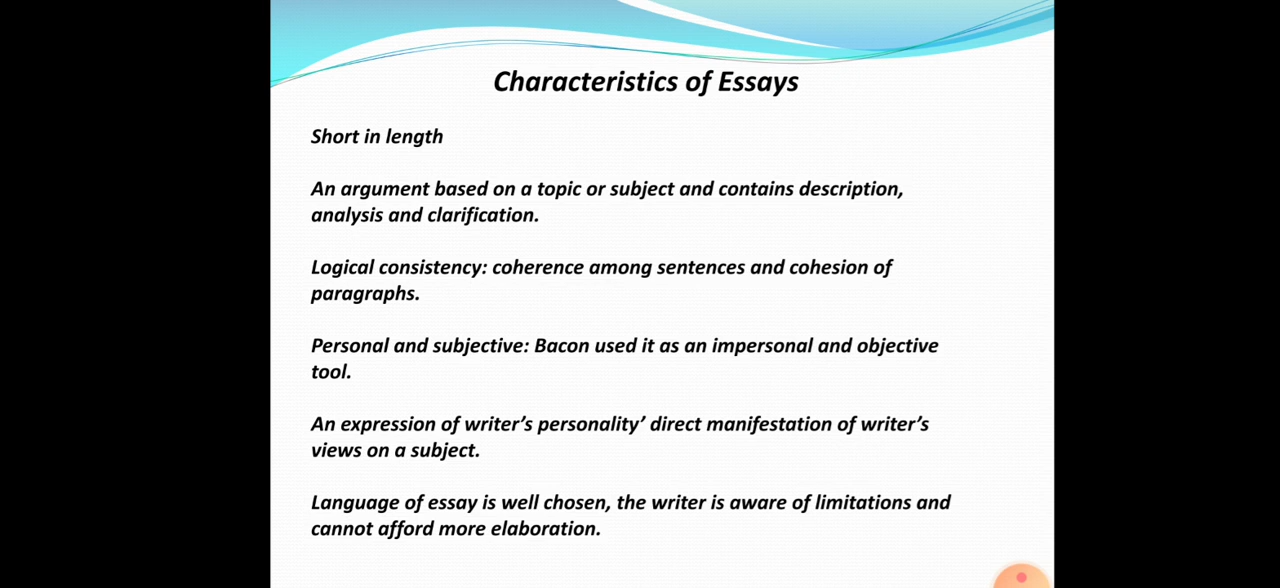 Characteristics of Essays
Short in length
An argument based on a topic or subject and contains description,
analysis and clarification.
Logical consistency: coherence among sentences and cohesion of
paragraphs.
Personal and subjective: Bacon used it as an impersonal and objective
tool.
An expression of writer’s personality’ direct manifestation of writer’s
views on a subject.
Language of essay is well chosen, the writer is aware of limitations and
cannot afford more elaboration.